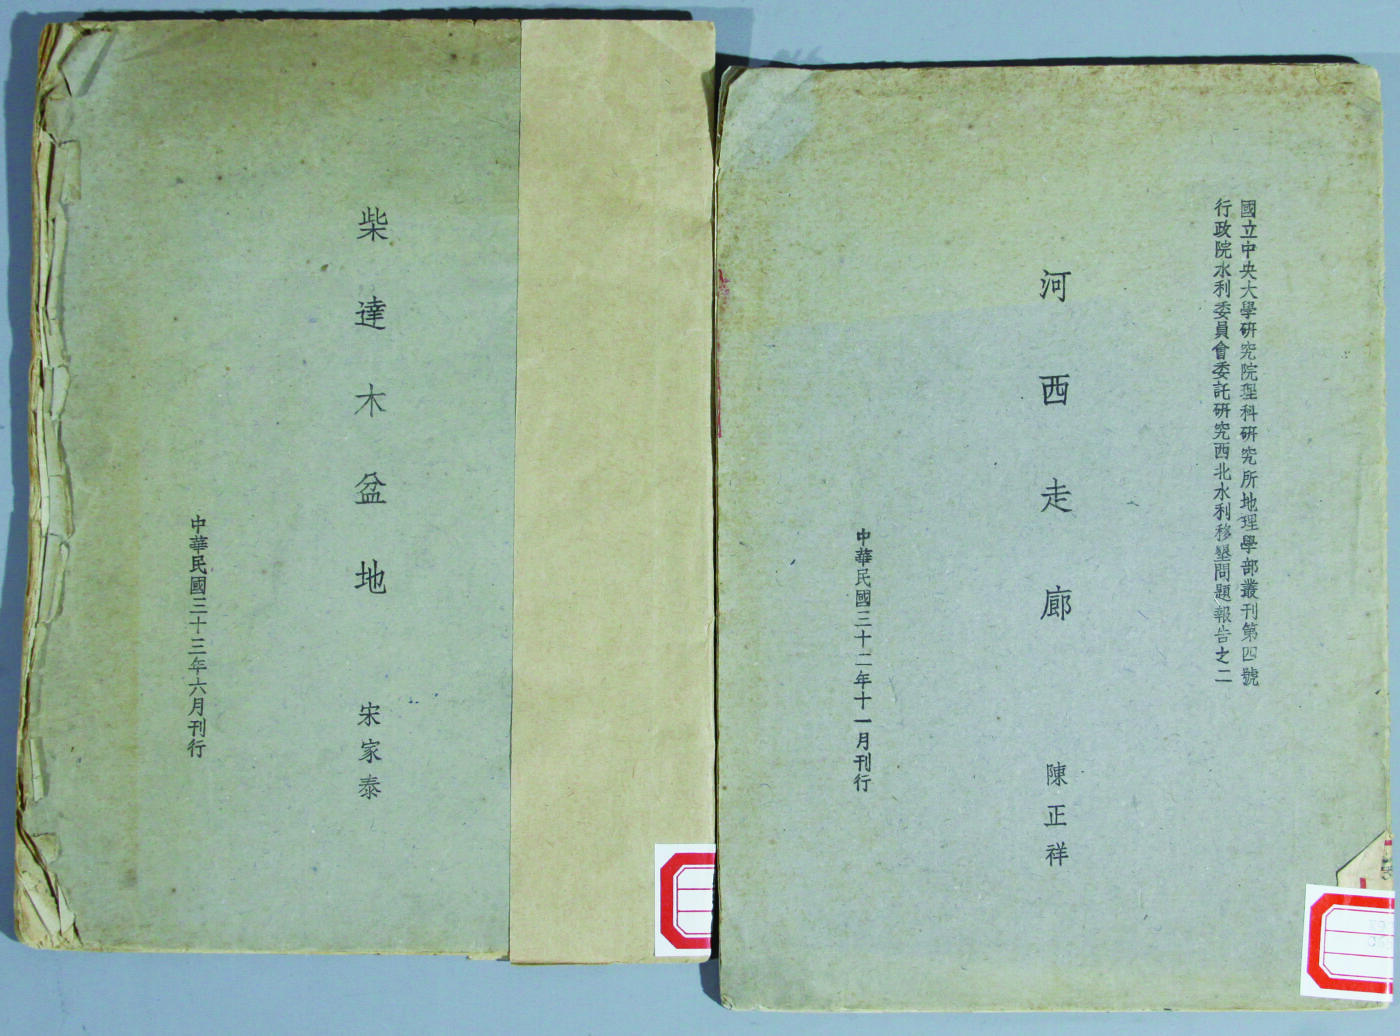 國立中央大學研究院理科研究所地理學部叢刊第四號
行政院水利委員會委託研究西北水利移墾問題報告之二
河西走廊 陳正祥
中華民國三十二年十一月刊行
柴達木盆地 宋家泰
中華民國三十三年六月刊行